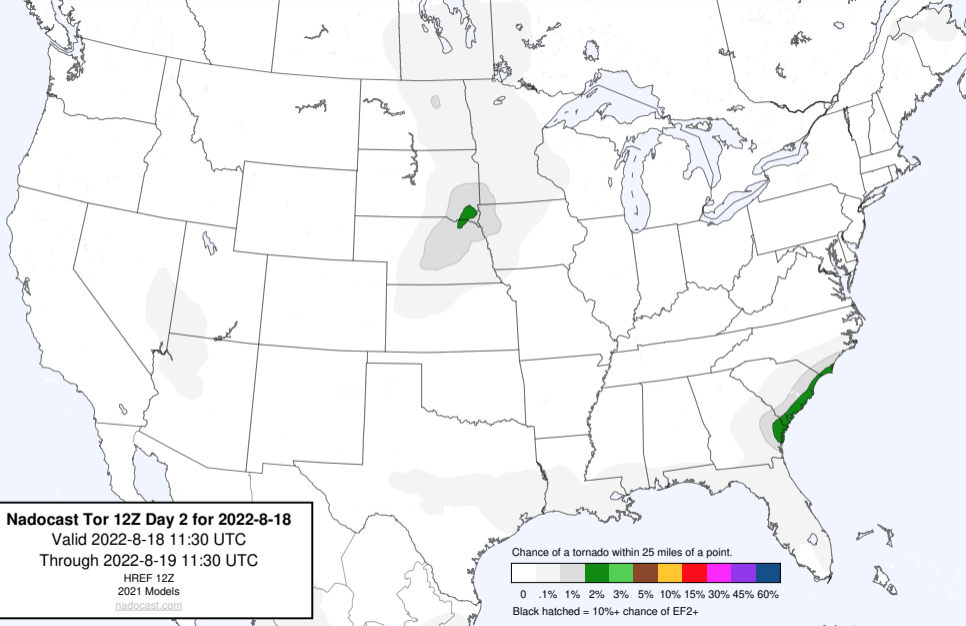 Nadocast Tor 12Z Day 2 for 2022-8-18
Valid 2022-8-18 11:30 UTC
Through 2022-8-19 11:30 UTC
HREF 12Z
2021 Models
nadocast.com
Chance of a tornado within 25 miles of a point.
0 .1% 1% 2% 3% 5% 10% 15% 30% 45% 60%
Black hatched = 10%+ chance of EF2+